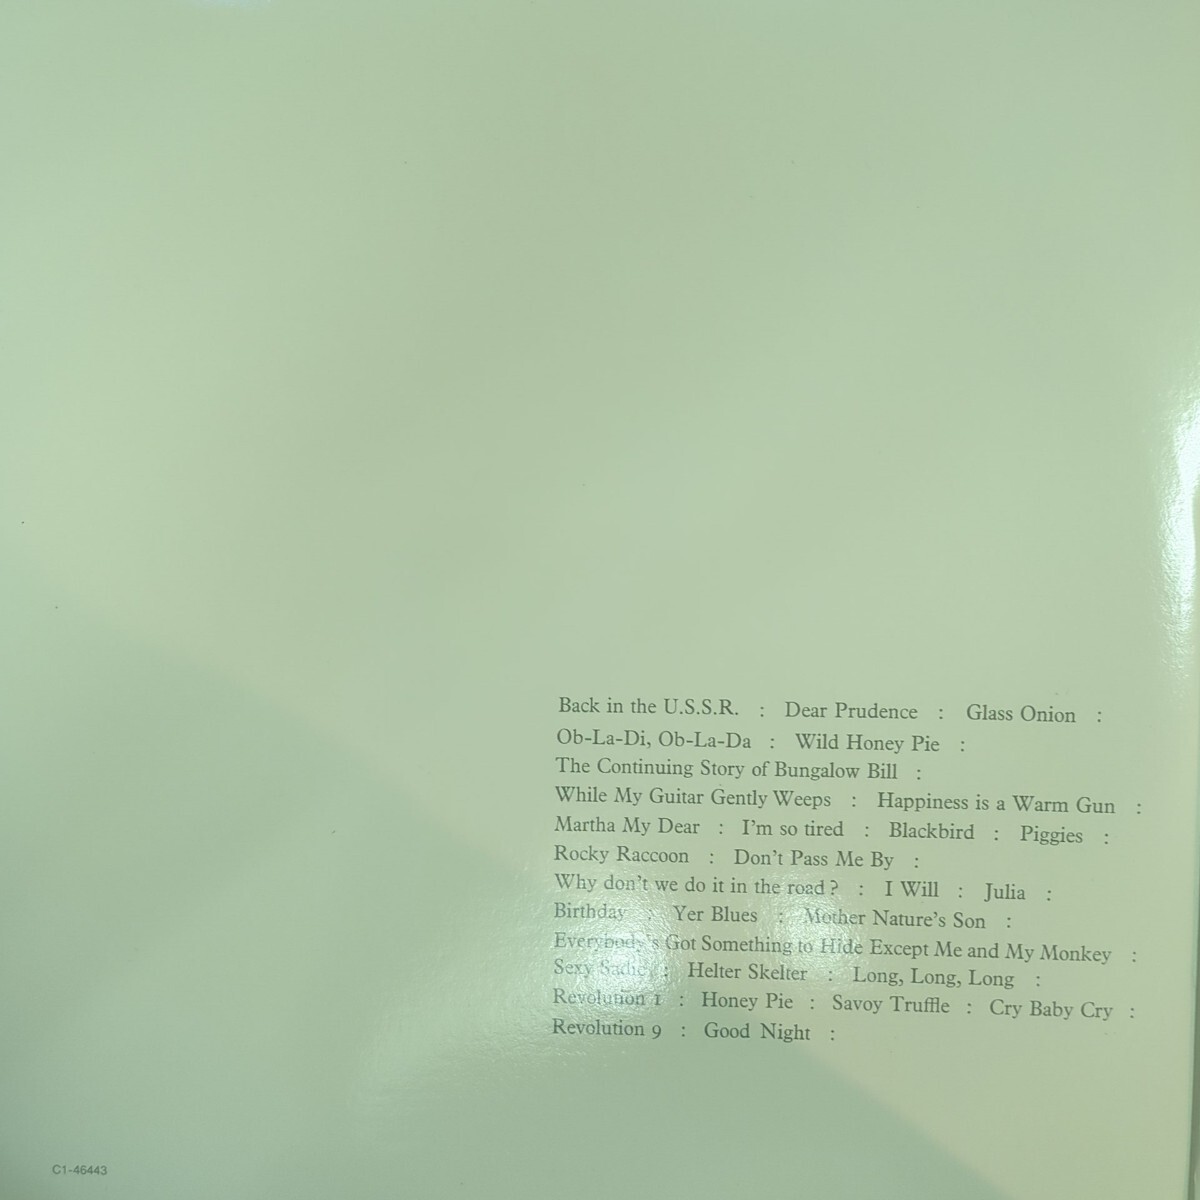 Back in the U.S.S.R. : Dear Prudence : Glass Onion :
Ob-La-Di, Ob-La-Da : Wild Honey Pie :
The Continuing Story of Bungalow Bill :
While My Guitar Gently Weeps : Happiness is a Warm Gun :
Martha My Dear : I'm so tired : Blackbird : Piggies :
Rocky Raccoon : Don't Pass Me By :
Why don't we do it in the road? : I Will : Julia :
Birthday : Yer Blues : Mother Nature's Son :
Everybody's Got Something to Hide Except Me and My Monkey :
Sexy Sadie : Helter Skelter : Long, Long, Long :
Revolution 1 : Honey Pie : Savoy Truffle : Cry Baby Cry :
Revolution 9 : Good Night :
C1-46443